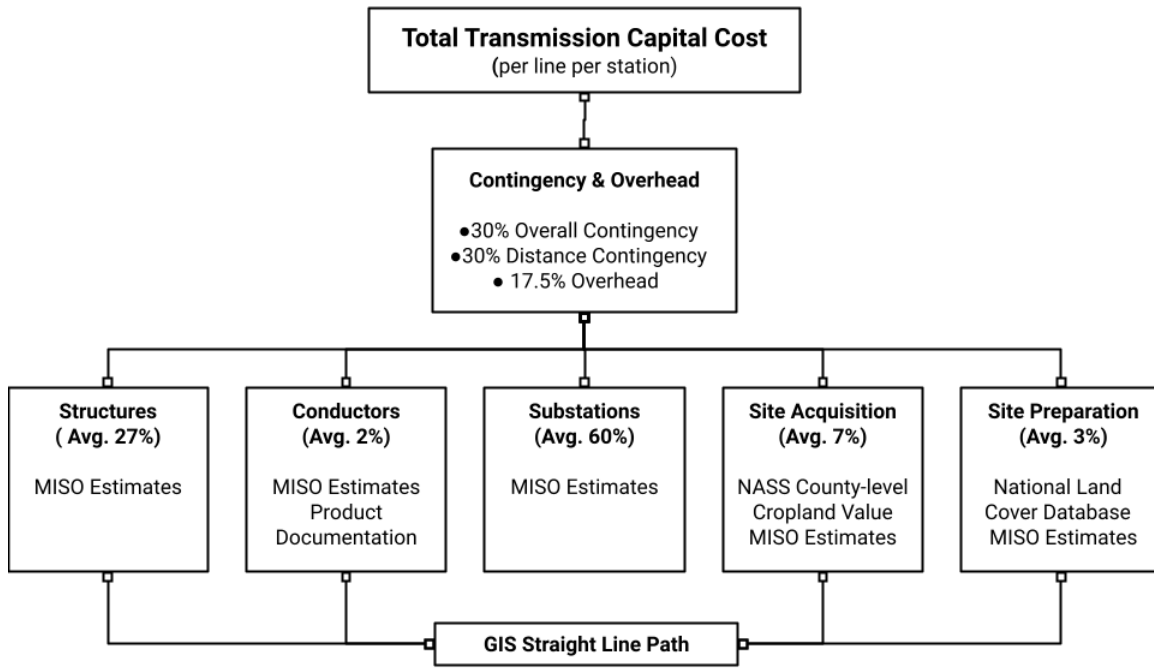 Total Transmission Capital Cost
(per line per station)
Contingency & Overhead
●30% Overall Contingency
●30% Distance Contingency
● 17.5% Overhead
Structures
( Avg. 27%)
MISO Estimates
Conductors
(Avg. 2%)
MISO Estimates
Product
Documentation
Substations
(Avg. 60%)
MISO Estimates
Site Acquisition
(Avg. 7%)
NASS County-level
Cropland Value
MISO Estimates
Site Preparation
(Avg. 3%)
National Land
Cover Database
MISO Estimates
GIS Straight Line Path